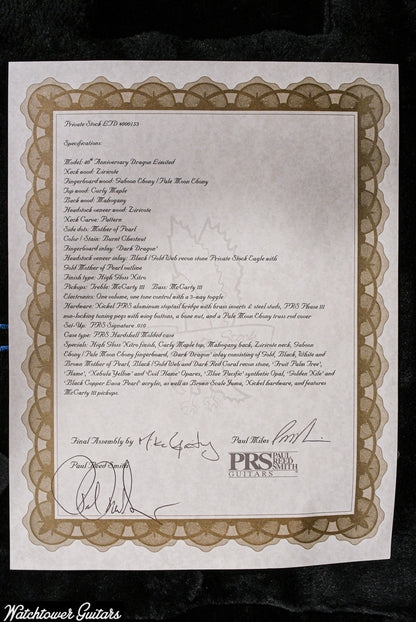 Private Stock LTD #009153
Specifications:
Model: 40th Anniversary Dragon Limited
Neck wood: Ziricote
Fingerboard wood: Gaboon Ebony / Pale Moon Ebony
Top wood: Curly Maple
Back wood: Mahogany
Headstock veneer wood: Ziricote
Neck Carve: Pattern
Side dots: Mother of Pearl
Color / Stain: Burnt Chestnut
Fingerboard inlay: 'Dark Dragon'
Headstock veneer inlay: Black / Gold Web recon stone Private Stock Eagle with
Gold Mother of Pearl outline
Finish type: High Gloss Nitro
Pickups: Treble: McCarty III Bass: McCarty III
Electronics: One volume, one tone control with a 3-way toggle
Hardware: Nickel PRS aluminum stoptail bridge with brass inserts & steel studs, PRS Phase III
non-locking tuning pegs with wing buttons, a bone nut, and a Pale Moon Ebony truss rod cover
Set-Up: PRS Signature .010
Case type: PRS Hardshell Molded case
Specials: High Gloss Nitro finish, Curly Maple top, Mahogany back, Ziricote neck, Gaboon
Ebony / Pale Moon Ebony fingerboard, 'Dark Dragon' inlay consisting of Gold, Black, White and
Brown Mother of Pearl, Black / Gold Web and Dark Red Coral recon stone, 'Fruit Palm Tree',
'Flame', 'Nebula Yellow' and 'Evil Flame' Oparex, 'Blue Pacific' synthetic Opal, 'Golden Nile' and
'Black Copper Lava Pearl' acrylic, as well as Brown Scale Juma, Nickel hardware, and features
McCarty III pickups.
Final Assembly by
Paul Miles
Paul Reed Smith
PRS PAUL REED SMITH
GUITARS
Watchtower Guitars